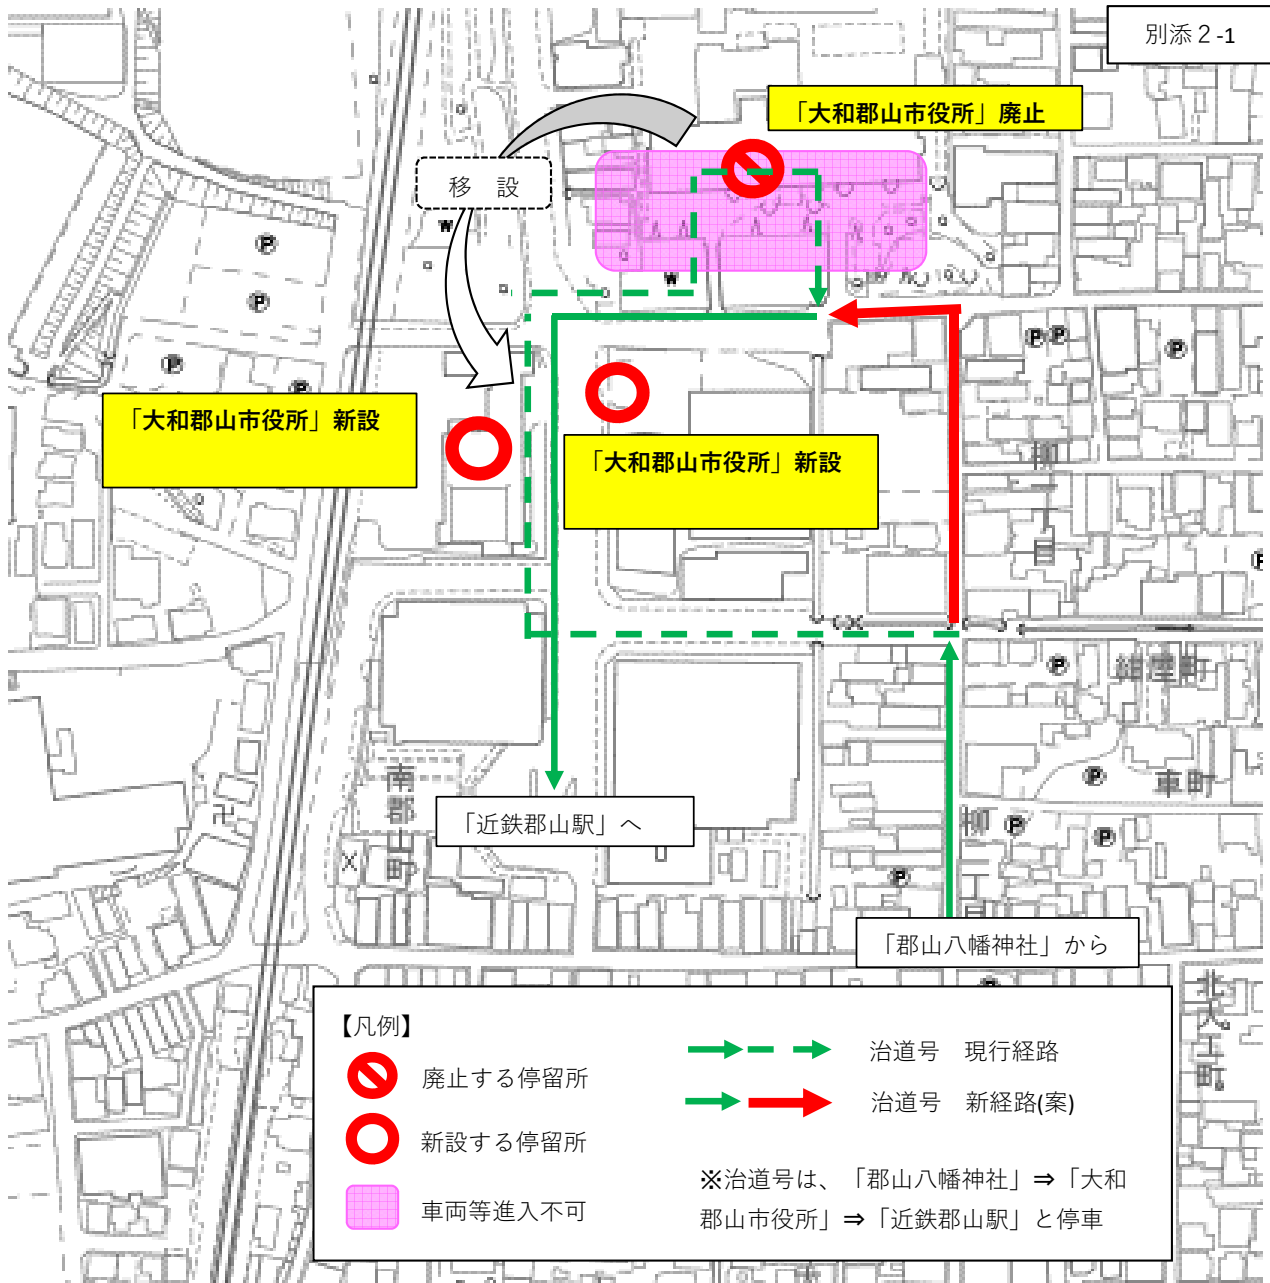 別添２-1
「大和郡山市役所」廃止
移　設
「大和郡山市役所」新設
「大和郡山市役所」新設
柳
二
紺屋町
車町
南郡山町
柳
二
「近鉄郡山駅」へ
「郡山八幡神社」から
北大工町
【凡例】
廃止する停留所
新設する停留所
車両等進入不可
治道号　現行経路
治道号　新経路(案)
※治道号は、「郡山八幡神社」⇒「大和
郡山市役所」⇒「近鉄郡山駅」と停車